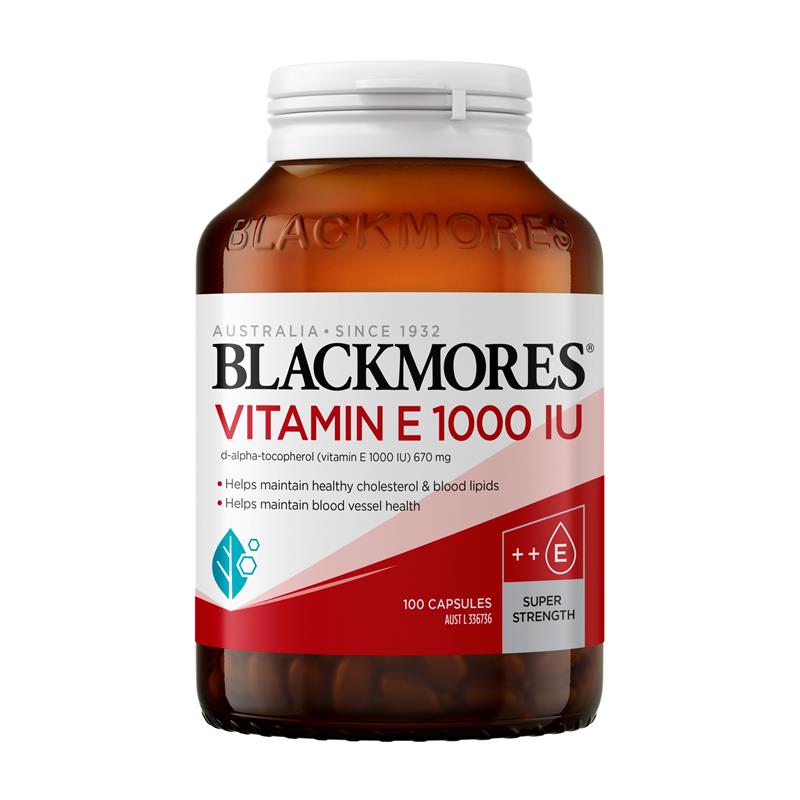 BLACKMORES
AUSTRALIA • SINCE 1932
BLACKMORES®
VITAMIN E 1000 IU
d-alpha-tocopherol (vitamin E 1000 IU) 670 mg
• Helps maintain healthy cholesterol & blood lipids
• Helps maintain blood vessel health
++ E
100 CAPSULES
AUST L 336736
SUPER
STRENGTH